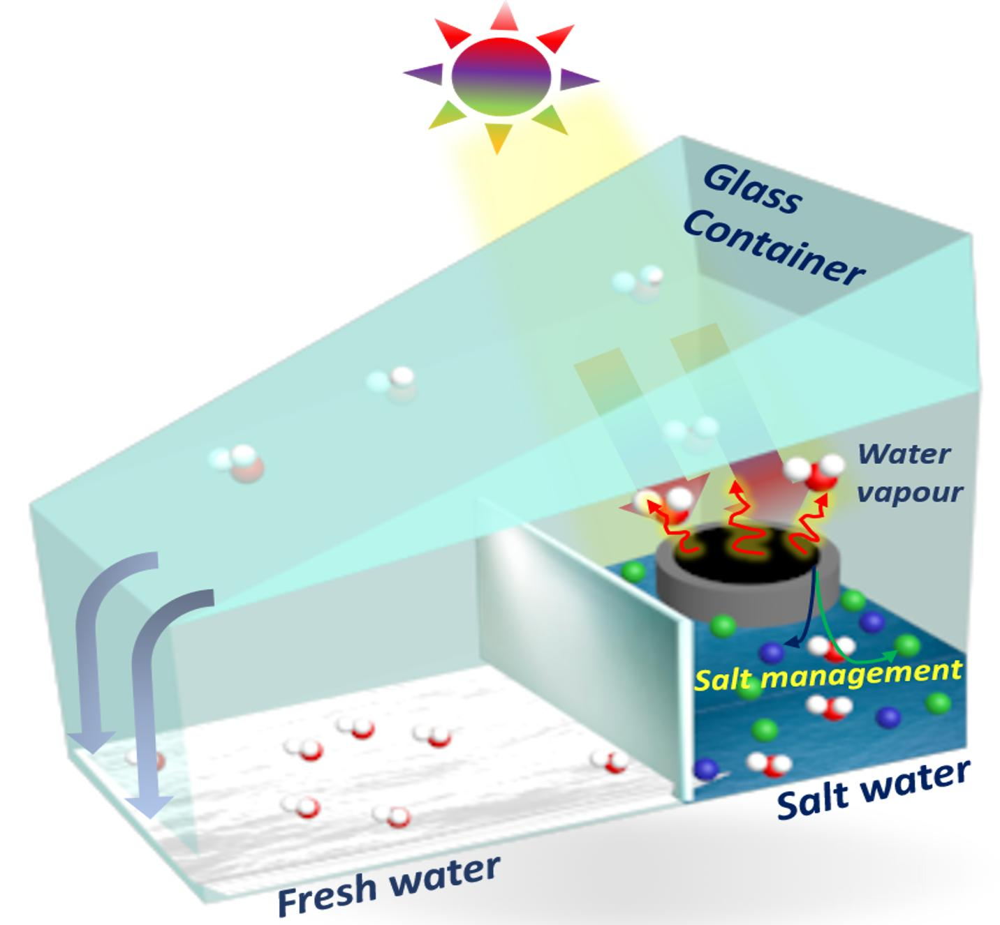 Glass
Container
Water
vapour
Salt management
Salt water
Fresh water